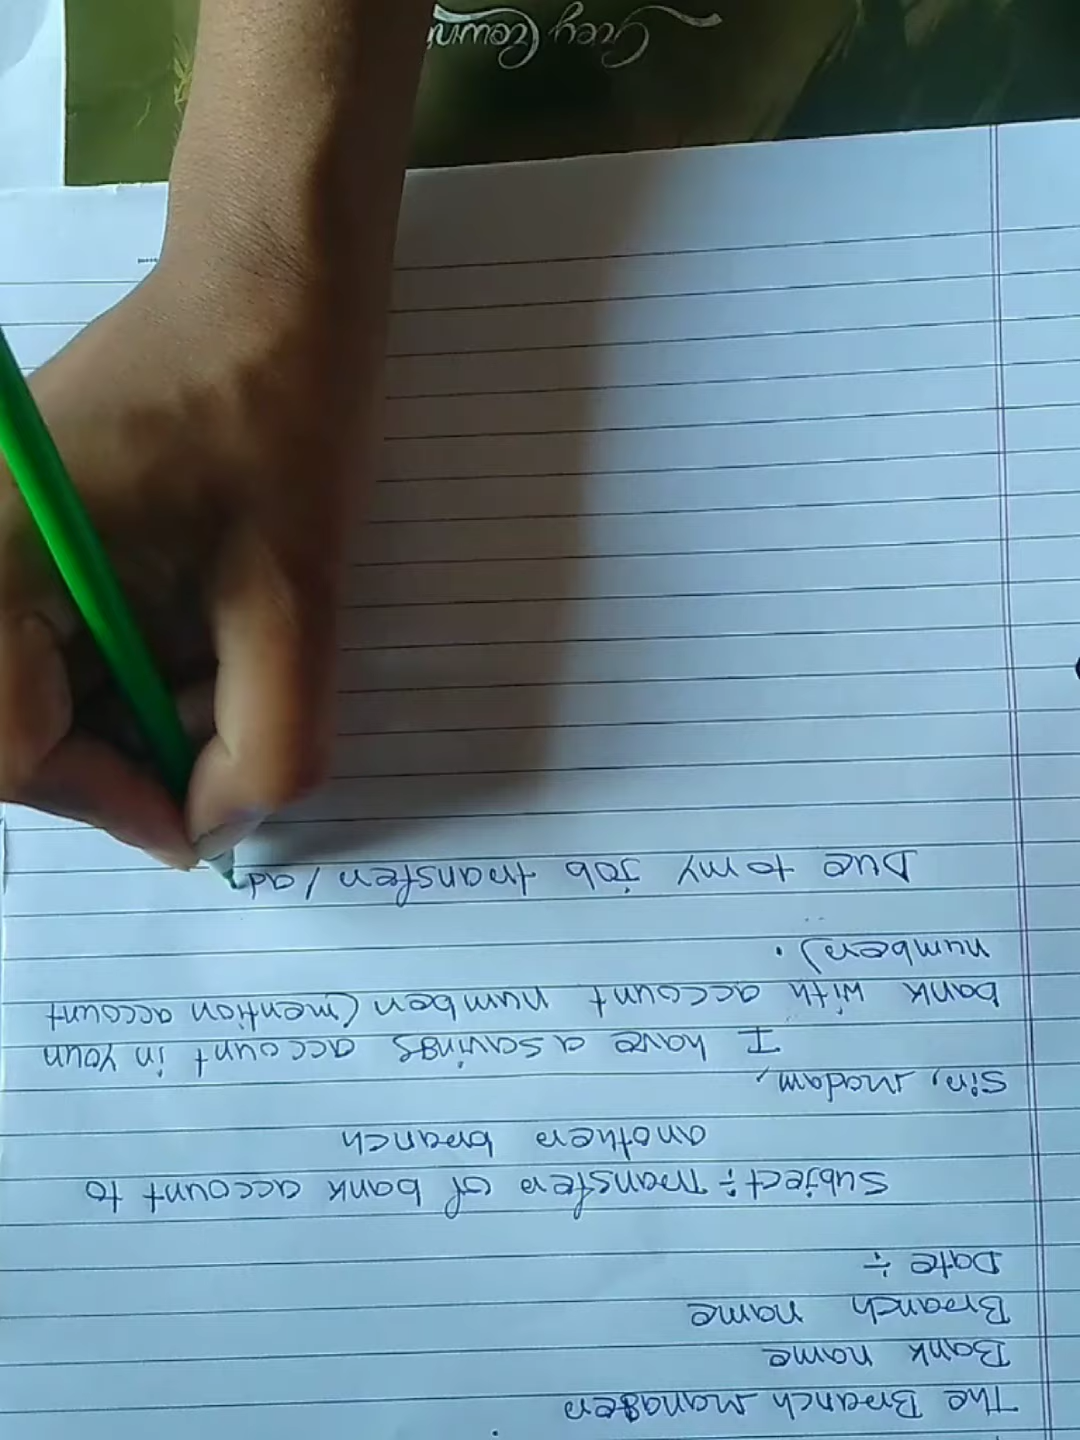 The Branch manager
Bank name
Branch name
Date ÷
Subject ÷ Transfer of bank account to
another branch
Sir, madam,
I have a savings account in your
bank with account number (mention account
number).
Due to my job transfer / ad